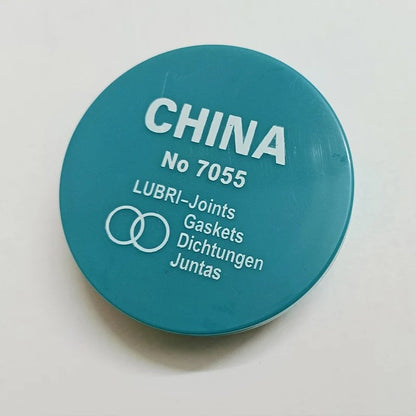 CHINA
No 7055
LUBRI-Joints
Gaskets
Dichtungen
Juntas